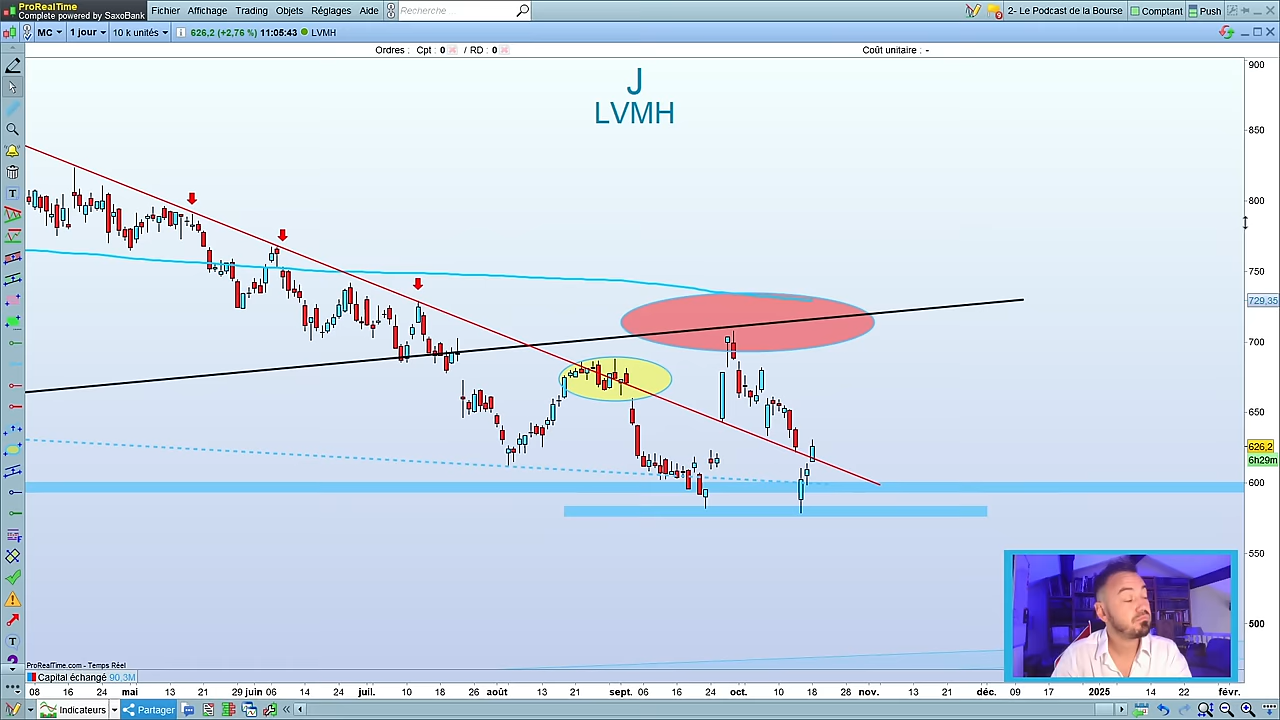 ProRealTime
Complete powered by SaxoBank
Fichier Affichage Trading Objets Réglages Aide Recherche 2- Le Podcast de la Bourse Comptant Push
MC 1 jour 10 k unités i 626,2 (+2,76 %) 11:05:43 LVMH
Ordres : Cpt : 0 / RD : 0 Coût unitaire : -
J
LVMH
900
850
800
750
729,35
700
650
626,2
5h29m
600
550
500
ProRealTime.com - Temps Réel
Capital échangé 90.3M
08 16 24 mai 13 21 29 juin 06 14 24 juil. 10 18 26 août 13 21 sept. 06 16 24 oct. 10 18 28 nov. 13 21 déc. 09 17 2025 14 22 févr.
Indicateurs Partager